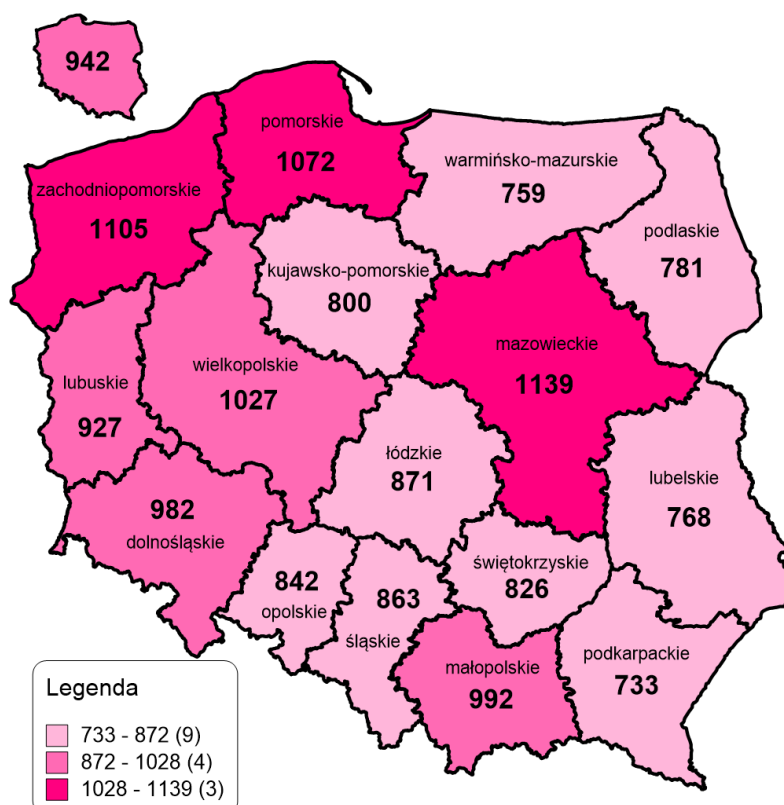 942
pomorskie
1072
warmińsko-mazurskie
759
zachodniopomorskie
1105
podlaskie
781
kujawsko-pomorskie
800
mazowieckie
1139
wielkopolskie
1027
lubuskie
927
łódzkie
871
lubelskie
768
982
dolnośląskie
842
opolskie
863
śląskie
świętokrzyskie
826
małopolskie
992
podkarpackie
733
Legenda
733 - 872 (9)
872 - 1028 (4)
1028 - 1139 (3)